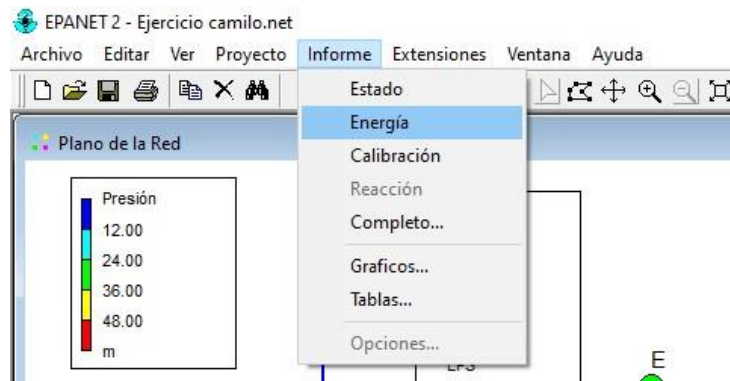 EPANET 2 - Ejercicio camilo.net
Archivo Editar Ver Proyecto Informe Extensiones Ventana Ayuda
Estado
Energía
Calibración
Reacción
Completo...
Graficos...
Tablas...
Opciones...
Plano de la Red
Presión
12.00
24.00
36.00
48.00
m
E